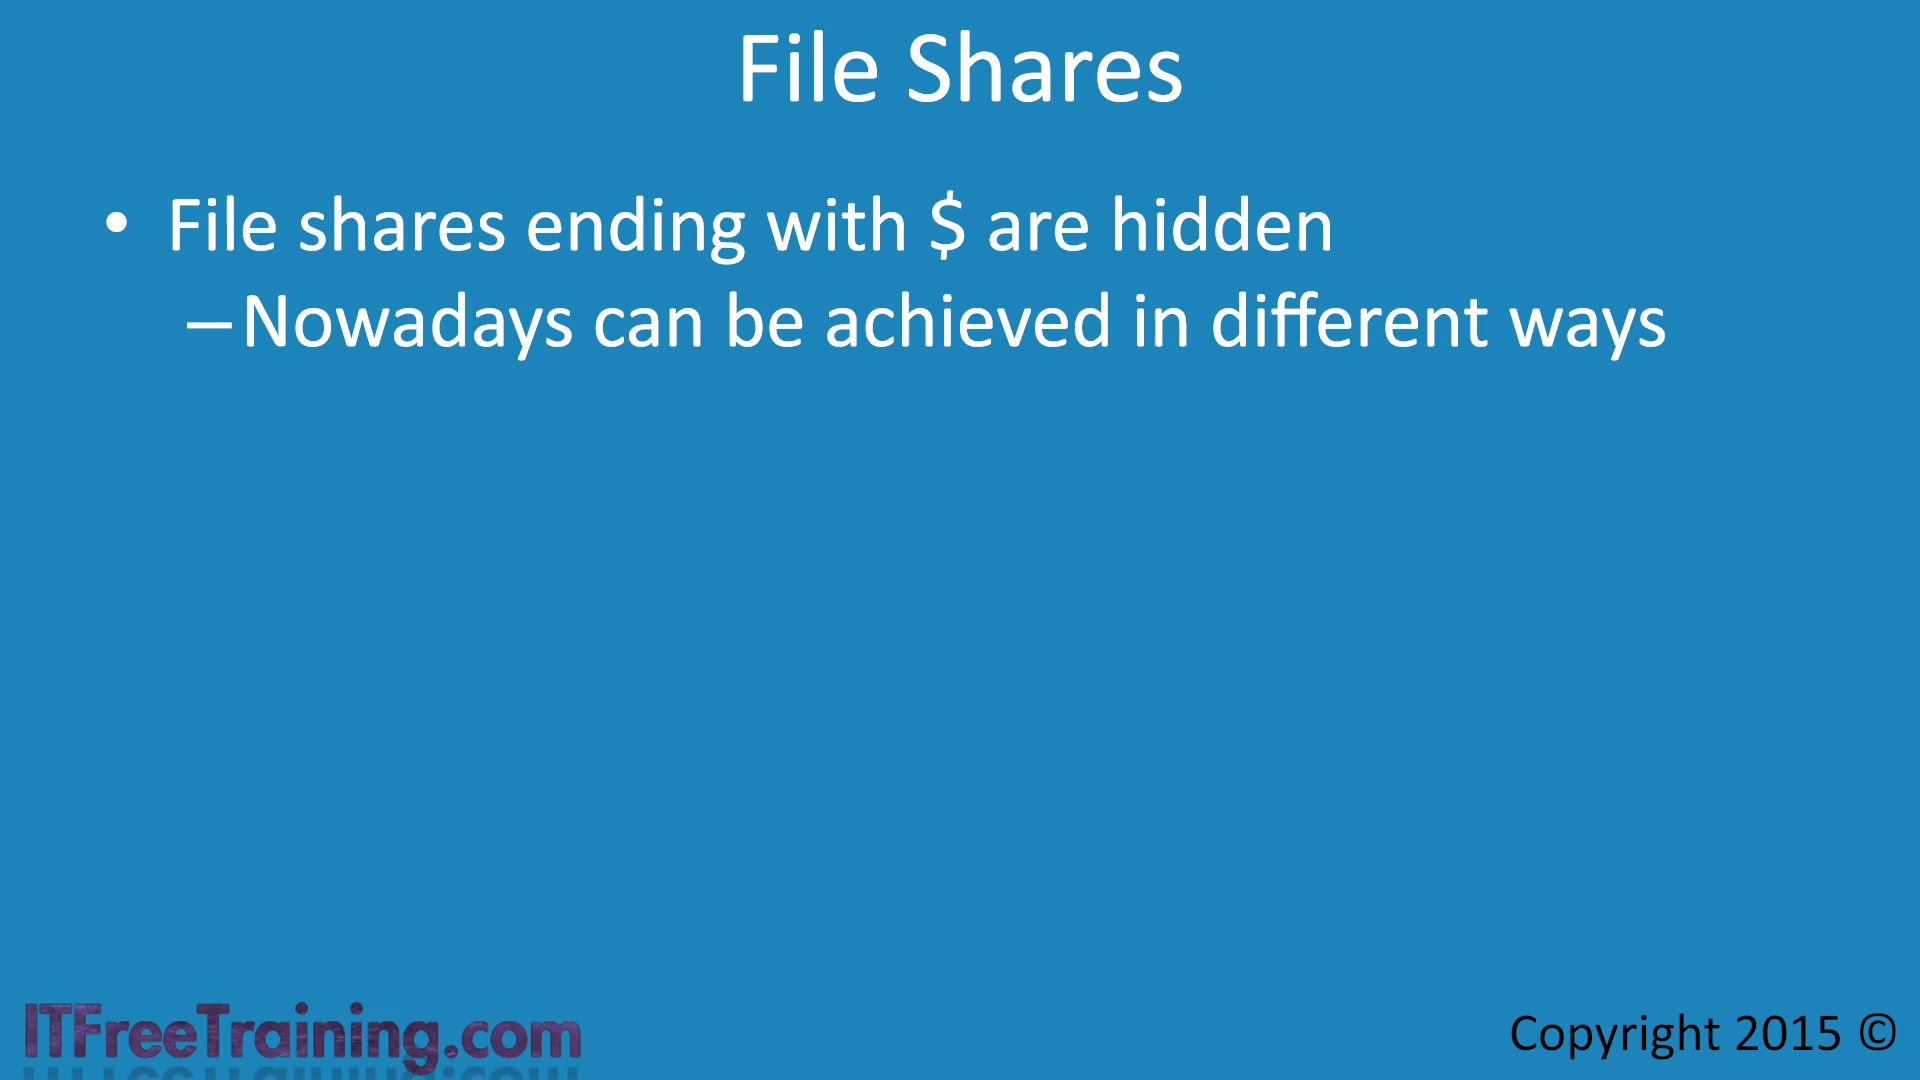 File Shares
• File shares ending with $ are hidden
–Nowadays can be achieved in different ways
ITFreeTraining.com
Copyright 2015 ©